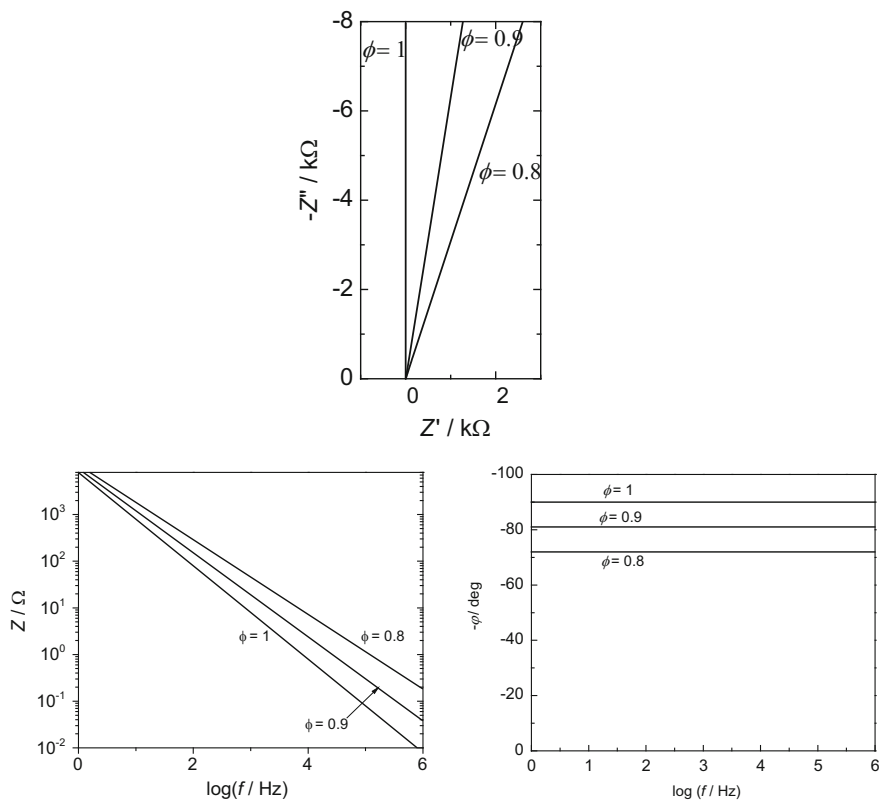 -8
ϕ= 1
ϕ= 0.9
-6
ϕ= 0.8
-4
-2
0
-Z" / kΩ
0 2
Z' / kΩ
10³
10²
10¹
10⁰
10⁻¹
10⁻²
Z / Ω
ϕ = 0.8
ϕ = 1
ϕ = 0.9
0 2 4 6
log(f / Hz)
-100
-80
-60
-40
-20
0
-φ/ deg
ϕ = 1
ϕ = 0.9
ϕ = 0.8
0 1 2 3 4 5 6
log (f / Hz)